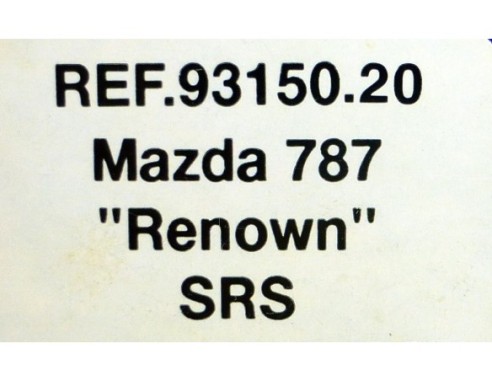 REF.93150.20
Mazda 787
"Renown"
SRS